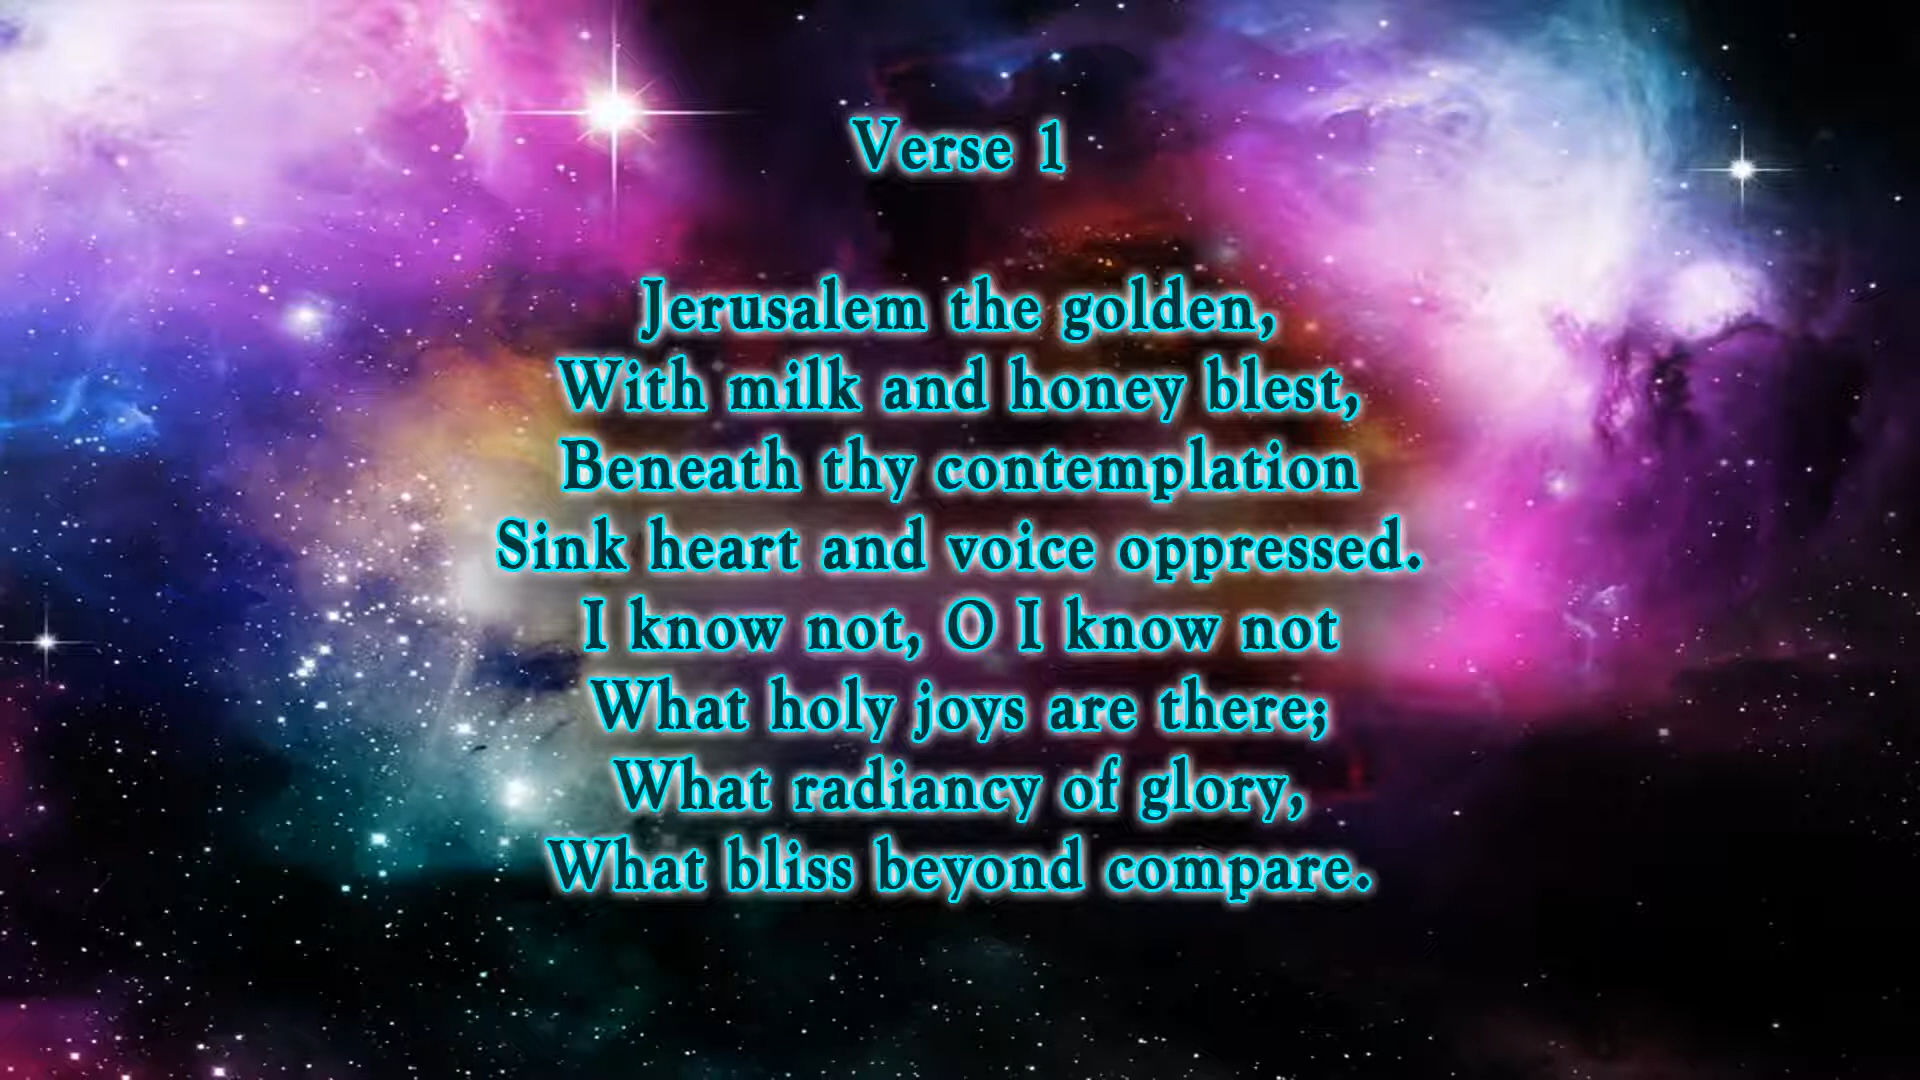 Verse 1
Jerusalem the golden,
With milk and honey blest,
Beneath thy contemplation
Sink heart and voice oppressed.
I know not, O I know not
What holy joys are there;
What radiancy of glory,
What bliss beyond compare.